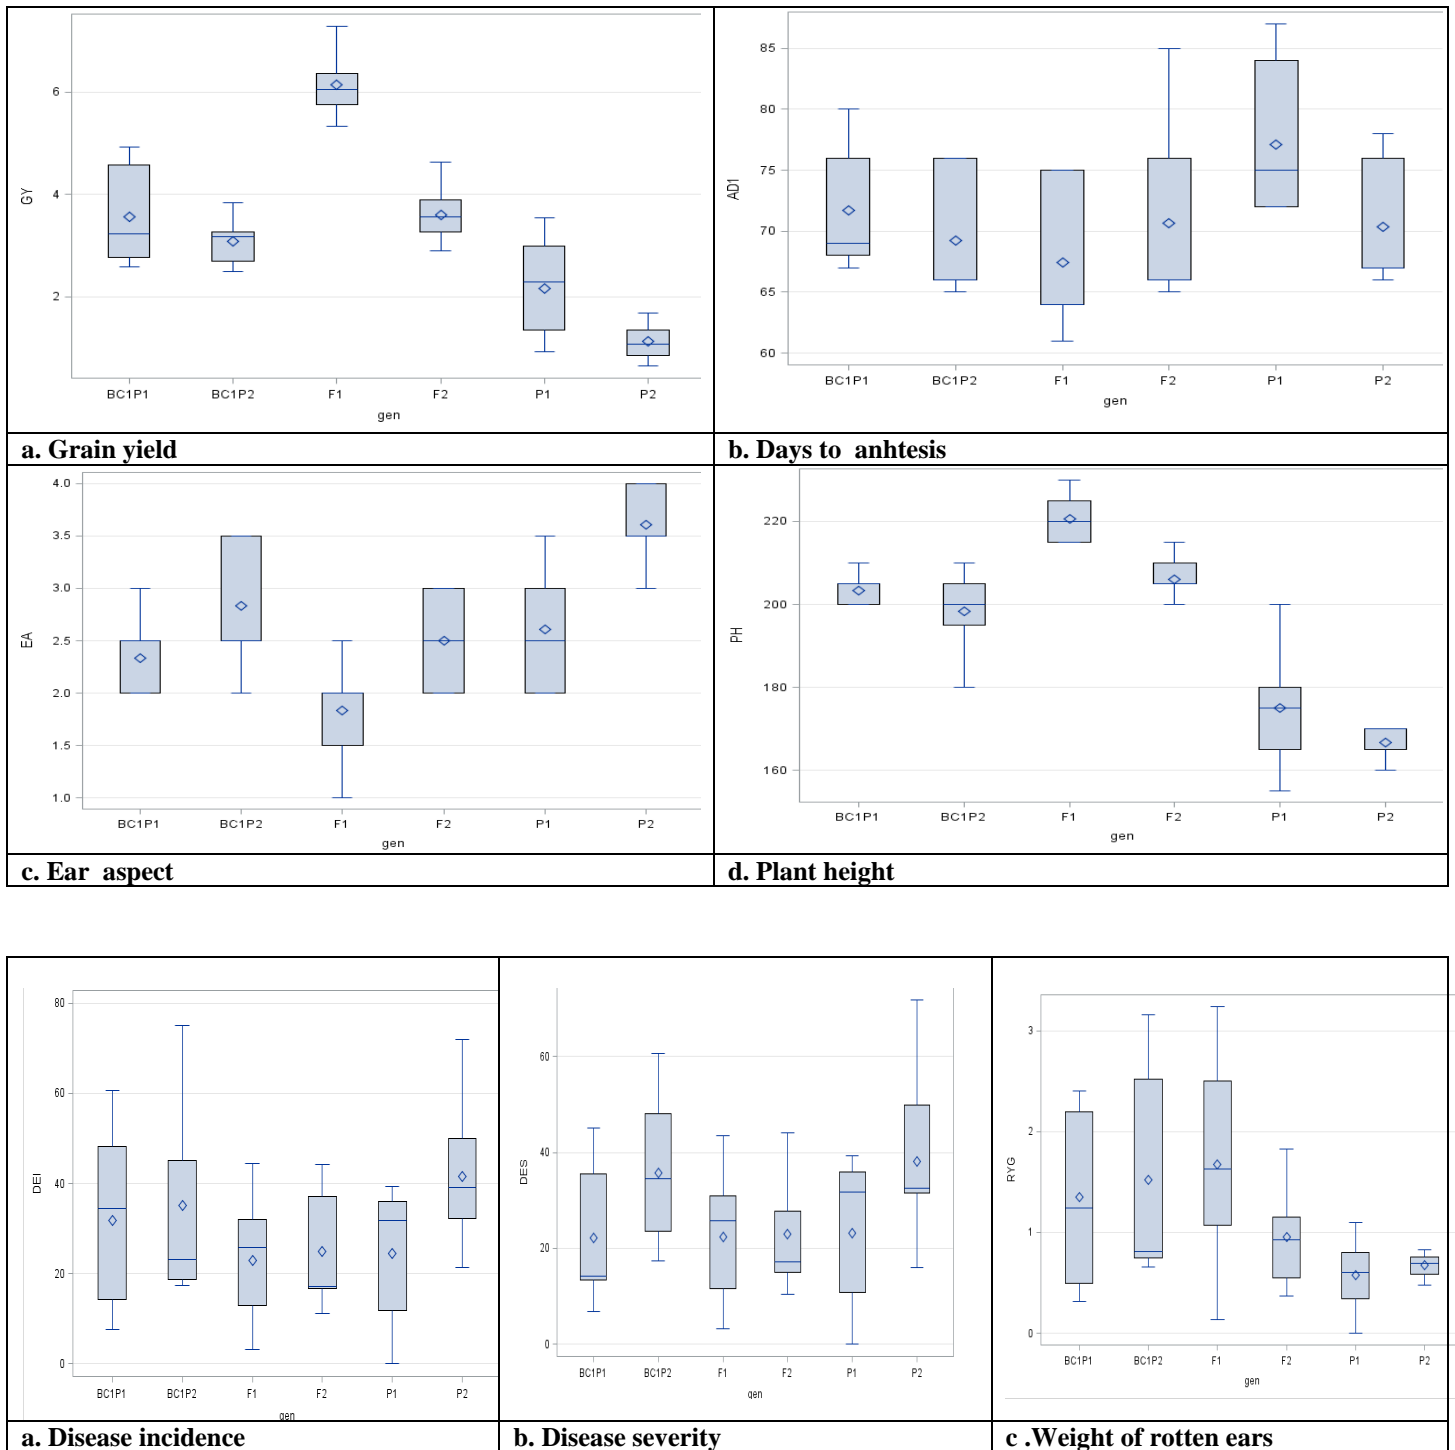 6
4
2
GY
BC1P1 BC1P2 F1 F2 P1 P2
gen
85
80
75
70
65
60
AD1
BC1P1 BC1P2 F1 F2 P1 P2
gen
a. Grain yield
b. Days to anhtesis
4.0
3.5
3.0
2.5
2.0
1.5
1.0
EA
BC1P1 BC1P2 F1 F2 P1 P2
gen
220
200
180
160
PH
BC1P1 BC1P2 F1 F2 P1 P2
gen
c. Ear aspect
d. Plant height
80
60
40
20
0
DEI
BC1P1 BC1P2 F1 F2 P1 P2
gen
60
40
20
0
DES
BC1P1 BC1P2 F1 F2 P1 P2
gen
3
2
1
0
RYG
BC1P1 BC1P2 F1 F2 P1 P2
gen
a. Disease incidence
b. Disease severity
c .Weight of rotten ears